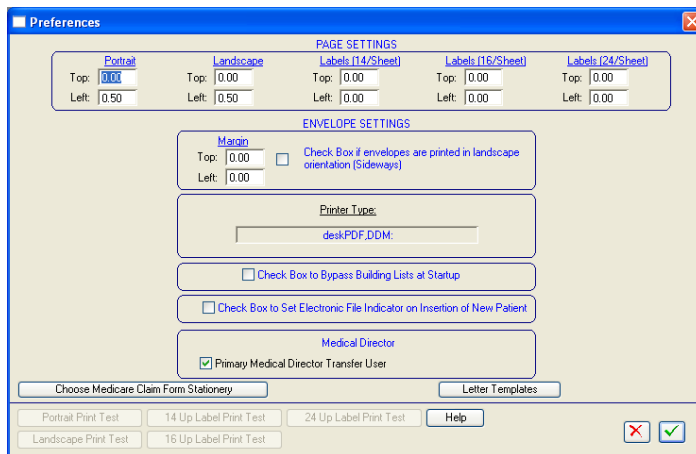 Preferences
PAGE SETTINGS
Portrait Landscape Labels (14/Sheet) Labels (16/Sheet) Labels (24/Sheet)
Top: 0.00 Top: 0.00 Top: 0.00 Top: 0.00 Top: 0.00
Left: 0.50 Left: 0.50 Left: 0.00 Left: 0.00 Left: 0.00
ENVELOPE SETTINGS
Margin
Top: 0.00 Check Box if envelopes are printed in landscape
orientation (Sideways)
Left: 0.00
Printer Type:
deskPDF,DDM:
Check Box to Bypass Building Lists at Startup
Check Box to Set Electronic File Indicator on Insertion of New Patient
Medical Director
Primary Medical Director Transfer User
Choose Medicare Claim Form Stationery Letter Templates
Portrait Print Test 14 Up Label Print Test 24 Up Label Print Test Help
Landscape Print Test 16 Up Label Print Test